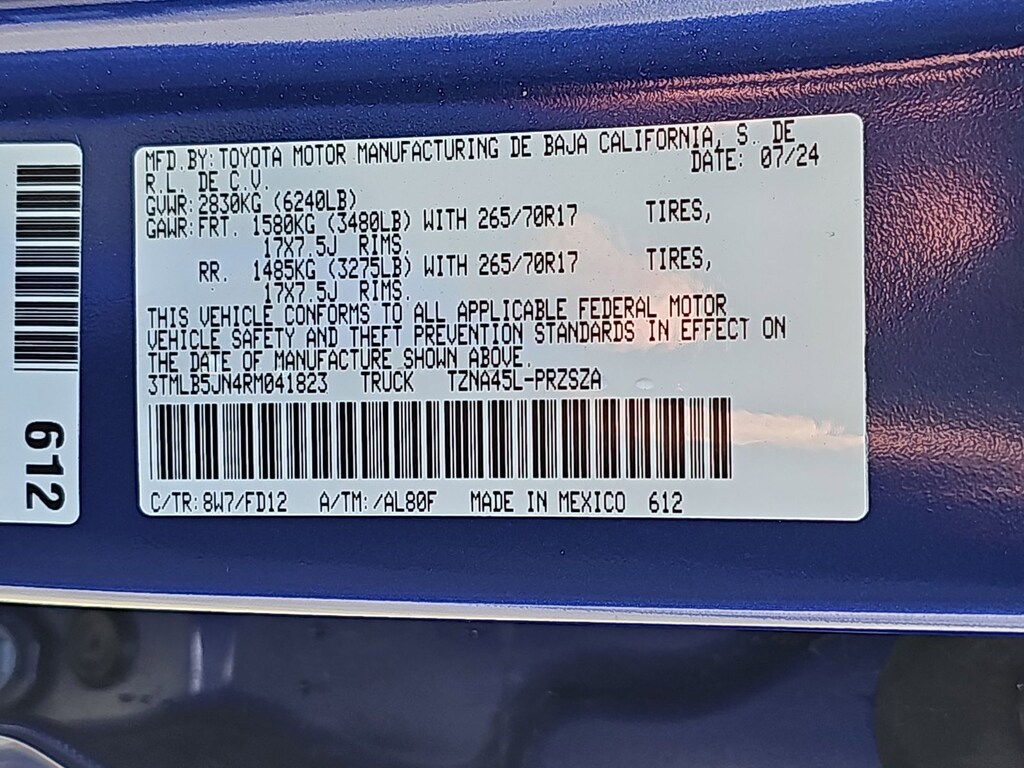 MFD.BY:TOYOTA MOTOR MANUFACTURING DE BAJA CALIFORNIA, S. DE
R.L. DE C.V. DATE: 07/24
GVWR:2830KG (6240LB)
GAWR:FRT. 1580KG (3480LB) WITH 265/70R17 TIRES,
17X7.5J RIMS.
RR. 1485KG (3275LB) WITH 265/70R17 TIRES,
17X7.5J RIMS.
THIS VEHICLE CONFORMS TO ALL APPLICABLE FEDERAL MOTOR
VEHICLE SAFETY AND THEFT PREVENTION STANDARDS IN EFFECT ON
THE DATE OF MANUFACTURE SHOWN ABOVE.
3TMLB5JN4RM041823 TRUCK TZNA45L-PRZSZA
C/TR:8W7/FD12 A/TM:/AL80F MADE IN MEXICO 612
612